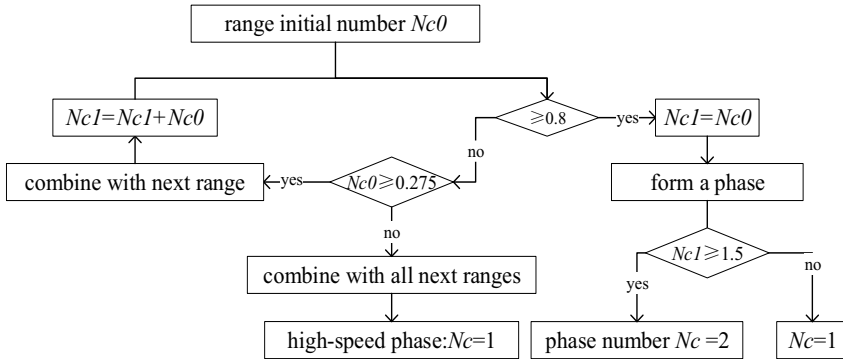 range initial number Nc0
Nc1=Nc1+Nc0
≥0.8
yes
Nc1=Nc0
no
combine with next range
yes
Nc0≥0.275
form a phase
no
Nc1≥1.5
combine with all next ranges
yes
no
high-speed phase:Nc=1
phase number Nc =2
Nc=1